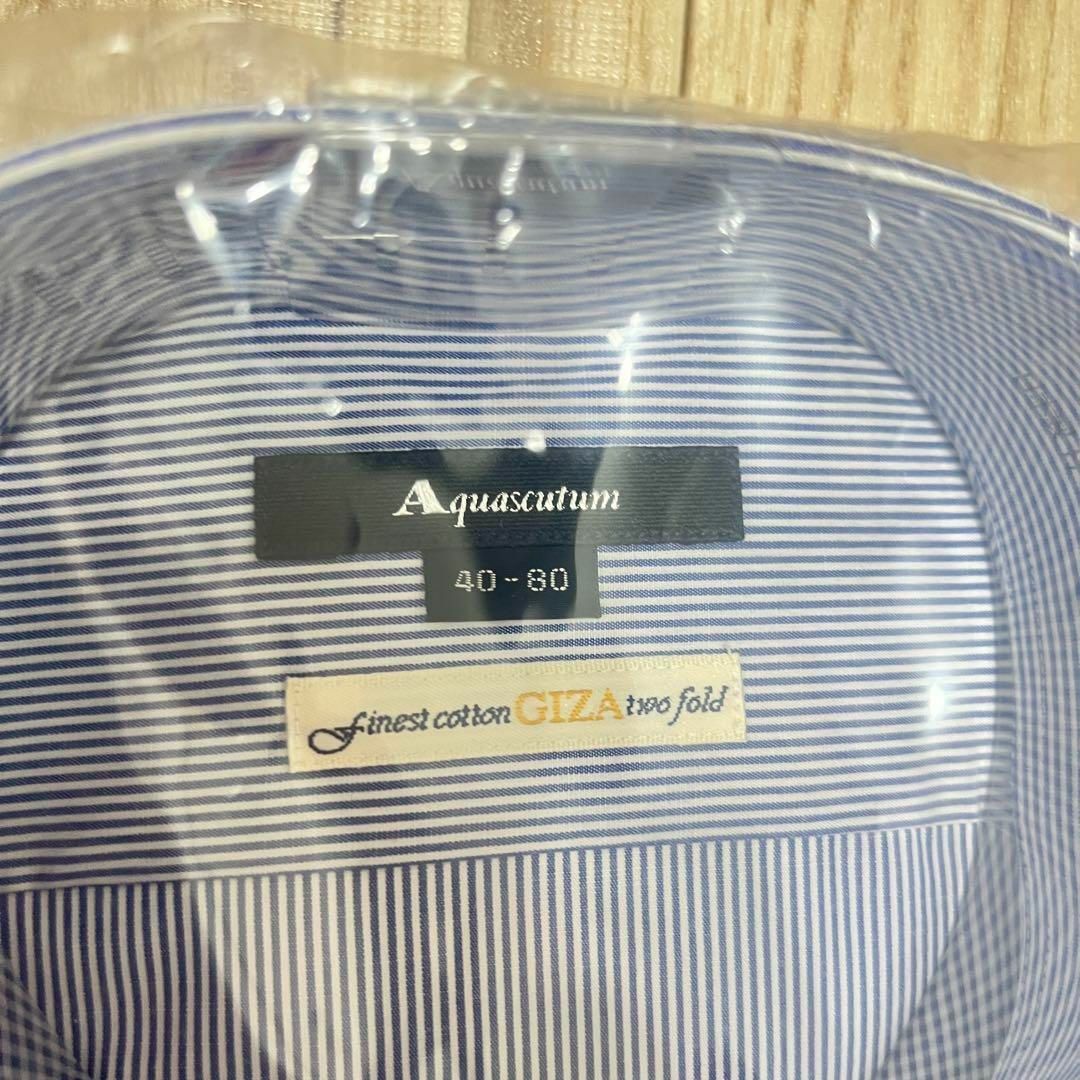 Aquascutum
40-80
finest cotton GIZA two fold